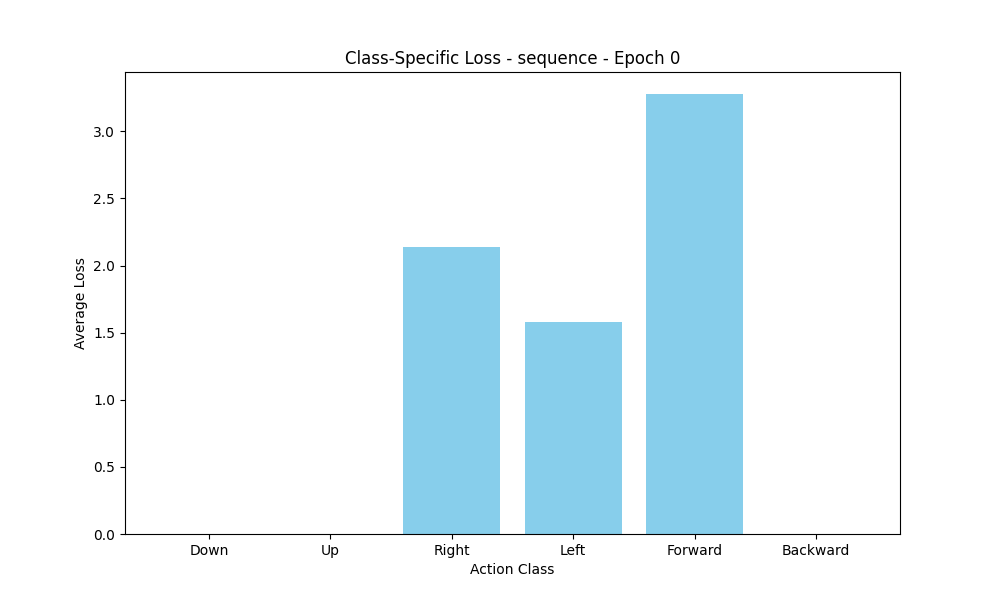 Class-Specific Loss - sequence - Epoch 0
Average Loss
3.0
2.5
2.0
1.5
1.0
0.5
0.0
Down Up Right Left Forward Backward
Action Class